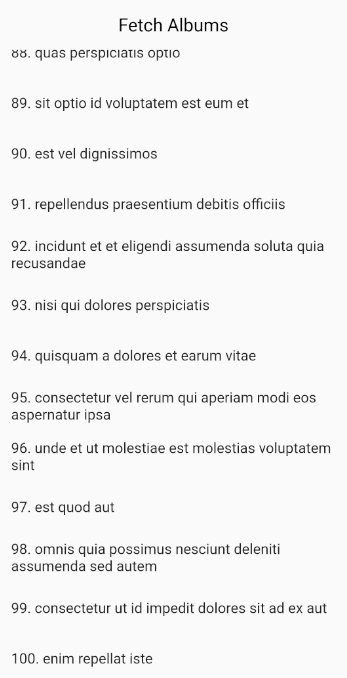 Fetch Albums
88. quas perspiciatis optio
89. sit optio id voluptatem est eum et
90. est vel dignissimos
91. repellendus praesentium debitis officiis
92. incidunt et et eligendi assumenda soluta quia
recusandae
93. nisi qui dolores perspiciatis
94. quisquam a dolores et earum vitae
95. consectetur vel rerum qui aperiam modi eos
aspernatur ipsa
96. unde et ut molestiae est molestias voluptatem
sint
97. est quod aut
98. omnis quia possimus nesciunt deleniti
assumenda sed autem
99. consectetur ut id impedit dolores sit ad ex aut
100. enim repellat iste